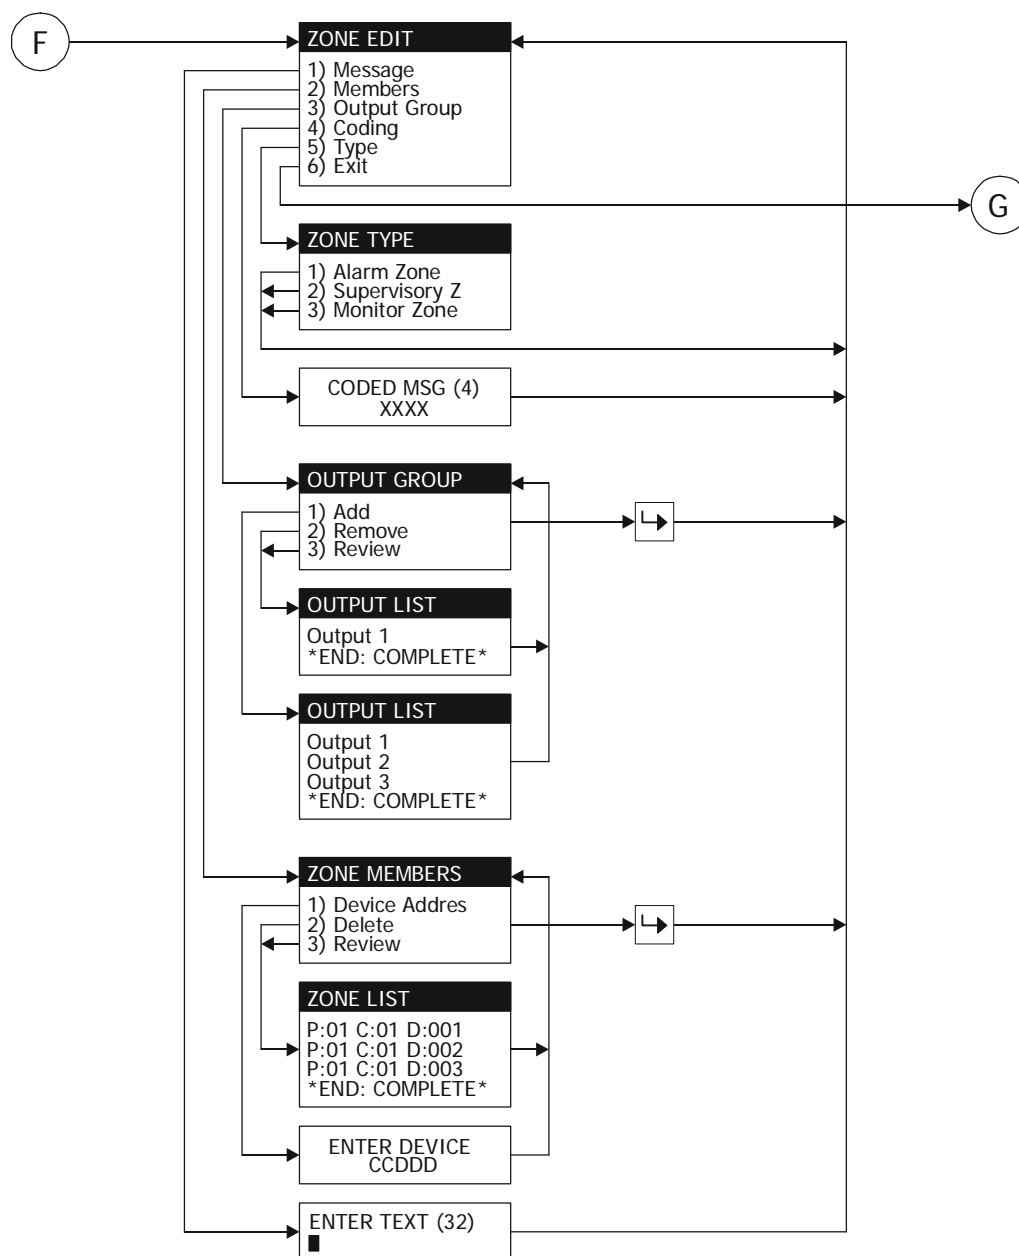 F
ZONE EDIT
1) Message
2) Members
3) Output Group
4) Coding
5) Type
6) Exit
G
ZONE TYPE
1) Alarm Zone
2) Supervisory Z
3) Monitor Zone
CODED MSG (4)
XXXX
OUTPUT GROUP
1) Add
2) Remove
3) Review
OUTPUT LIST
Output 1
*END: COMPLETE*
OUTPUT LIST
Output 1
Output 2
Output 3
*END: COMPLETE*
ZONE MEMBERS
1) Device Addres
2) Delete
3) Review
ZONE LIST
P:01 C:01 D:001
P:01 C:01 D:002
P:01 C:01 D:003
*END: COMPLETE*
ENTER DEVICE
CCDDD
ENTER TEXT (32)